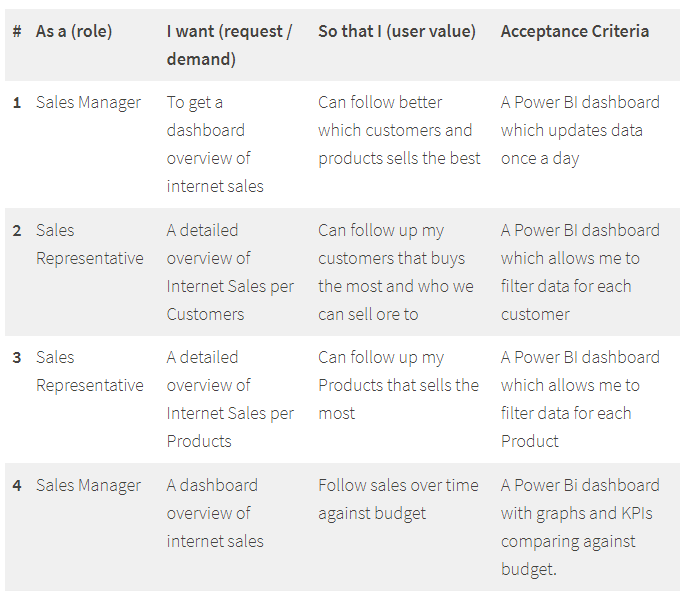 # As a (role) I want (request / So that I (user value) Acceptance Criteria
demand)
1 Sales Manager To get a Can follow better A Power BI dashboard
dashboard which customers and which updates data
overview of products sells the best once a day
internet sales
2 Sales A detailed Can follow up my A Power BI dashboard
Representative overview of customers that buys which allows me to
Internet Sales per the most and who we filter data for each
Customers can sell ore to customer
3 Sales A detailed Can follow up my A Power BI dashboard
Representative overview of Products that sells the which allows me to
Internet Sales per most filter data for each
Products Product
4 Sales Manager A dashboard Follow sales over time A Power Bi dashboard
overview of against budget with graphs and KPIs
internet sales comparing against
budget.